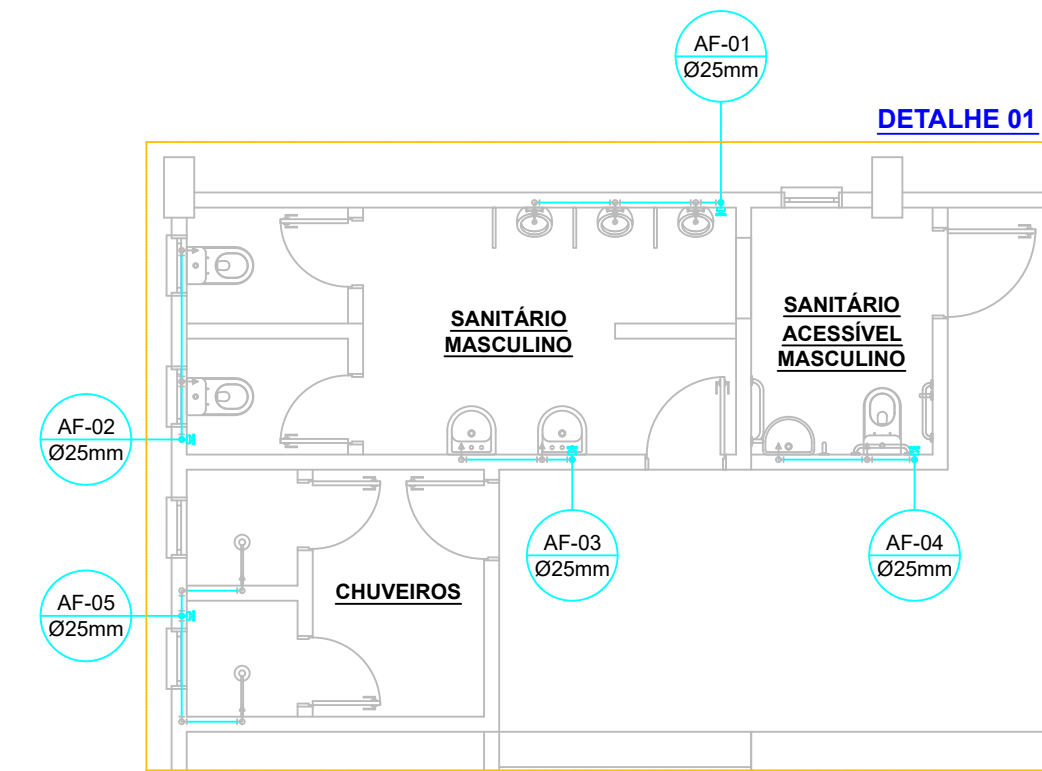 AF-01
Ø25mm
DETALHE 01
SANITÁRIO
MASCULINO
SANITÁRIO
ACESSÍVEL
MASCULINO
AF-02
Ø25mm
AF-03
Ø25mm
AF-04
Ø25mm
CHUVEIROS
AF-05
Ø25mm